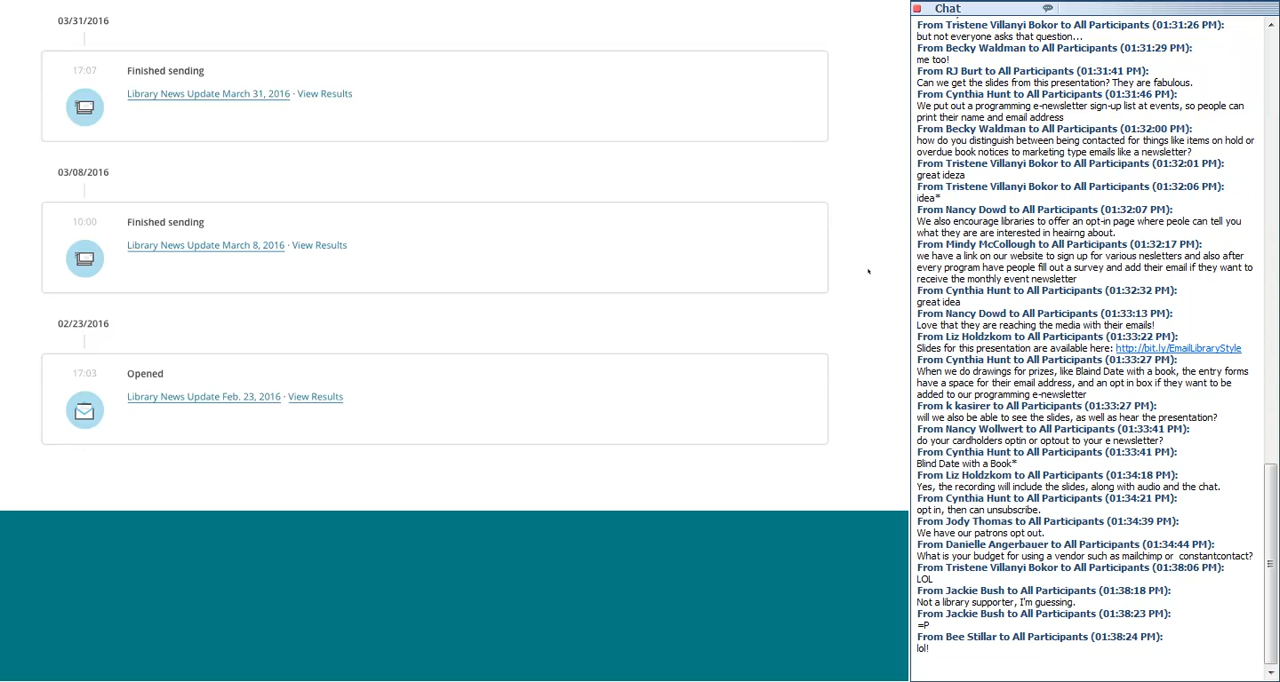 03/31/2016
17:07
Finished sending
Library News Update March 31, 2016 · View Results
03/08/2016
10:00
Finished sending
Library News Update March 8, 2016 · View Results
02/23/2016
17:03
Opened
Library News Update Feb. 23, 2016 · View Results
Chat
From Tristene Villanyi Bokor to All Participants (01:31:26 PM):
but not everyone asks that question...
From Becky Waldman to All Participants (01:31:29 PM):
me too!
From RJ Burt to All Participants (01:31:41 PM):
Can we get the slides from this presentation? They are fabulous.
From Cynthia Hunt to All Participants (01:31:46 PM):
We put out a programming e-newsletter sign-up list at events, so people can
print their name and email address
From Becky Waldman to All Participants (01:32:00 PM):
how do you distinguish between being contacted for things like items on hold or
overdue book notices to marketing type emails like a newsletter?
From Tristene Villanyi Bokor to All Participants (01:32:01 PM):
great ideza
From Tristene Villanyi Bokor to All Participants (01:32:06 PM):
idea*
From Nancy Dowd to All Participants (01:32:07 PM):
We also encourage libraries to offer an opt-in page where peole can tell you
what they are are interested in heairng about.
From Mindy McCollough to All Participants (01:32:17 PM):
we have a link on our website to sign up for various nesletters and also after
every program have people fill out a survey and add their email if they want to
receive the monthly event newsletter
From Cynthia Hunt to All Participants (01:32:32 PM):
great idea
From Nancy Dowd to All Participants (01:33:13 PM):
Love that they are reaching the media with their emails!
From Liz Holdzkom to All Participants (01:33:22 PM):
Slides for this presentation are available here: http://bit.ly/EmailLibraryStyle
From Cynthia Hunt to All Participants (01:33:27 PM):
When we do drawings for prizes, like Blaind Date with a book, the entry forms
have a space for their email address, and an opt in box if they want to be
added to our programming e-newsletter
From k kasirer to All Participants (01:33:27 PM):
will we also be able to see the slides, as well as hear the presentation?
From Nancy Wollwert to All Participants (01:33:41 PM):
do your cardholders optin or optout to your e newsletter?
From Cynthia Hunt to All Participants (01:33:41 PM):
Blind Date with a Book*
From Liz Holdzkom to All Participants (01:34:18 PM):
Yes, the recording will include the slides, along with audio and the chat.
From Cynthia Hunt to All Participants (01:34:21 PM):
opt in, then can unsubscribe.
From Jody Thomas to All Participants (01:34:39 PM):
We have our patrons opt out.
From Danielle Angerbauer to All Participants (01:34:44 PM):
What is your budget for using a vendor such as mailchimp or constantcontact?
From Tristene Villanyi Bokor to All Participants (01:38:06 PM):
LOL
From Jackie Bush to All Participants (01:38:18 PM):
Not a library supporter, I'm guessing.
From Jackie Bush to All Participants (01:38:23 PM):
=P
From Bee Stillar to All Participants (01:38:24 PM):
lol!